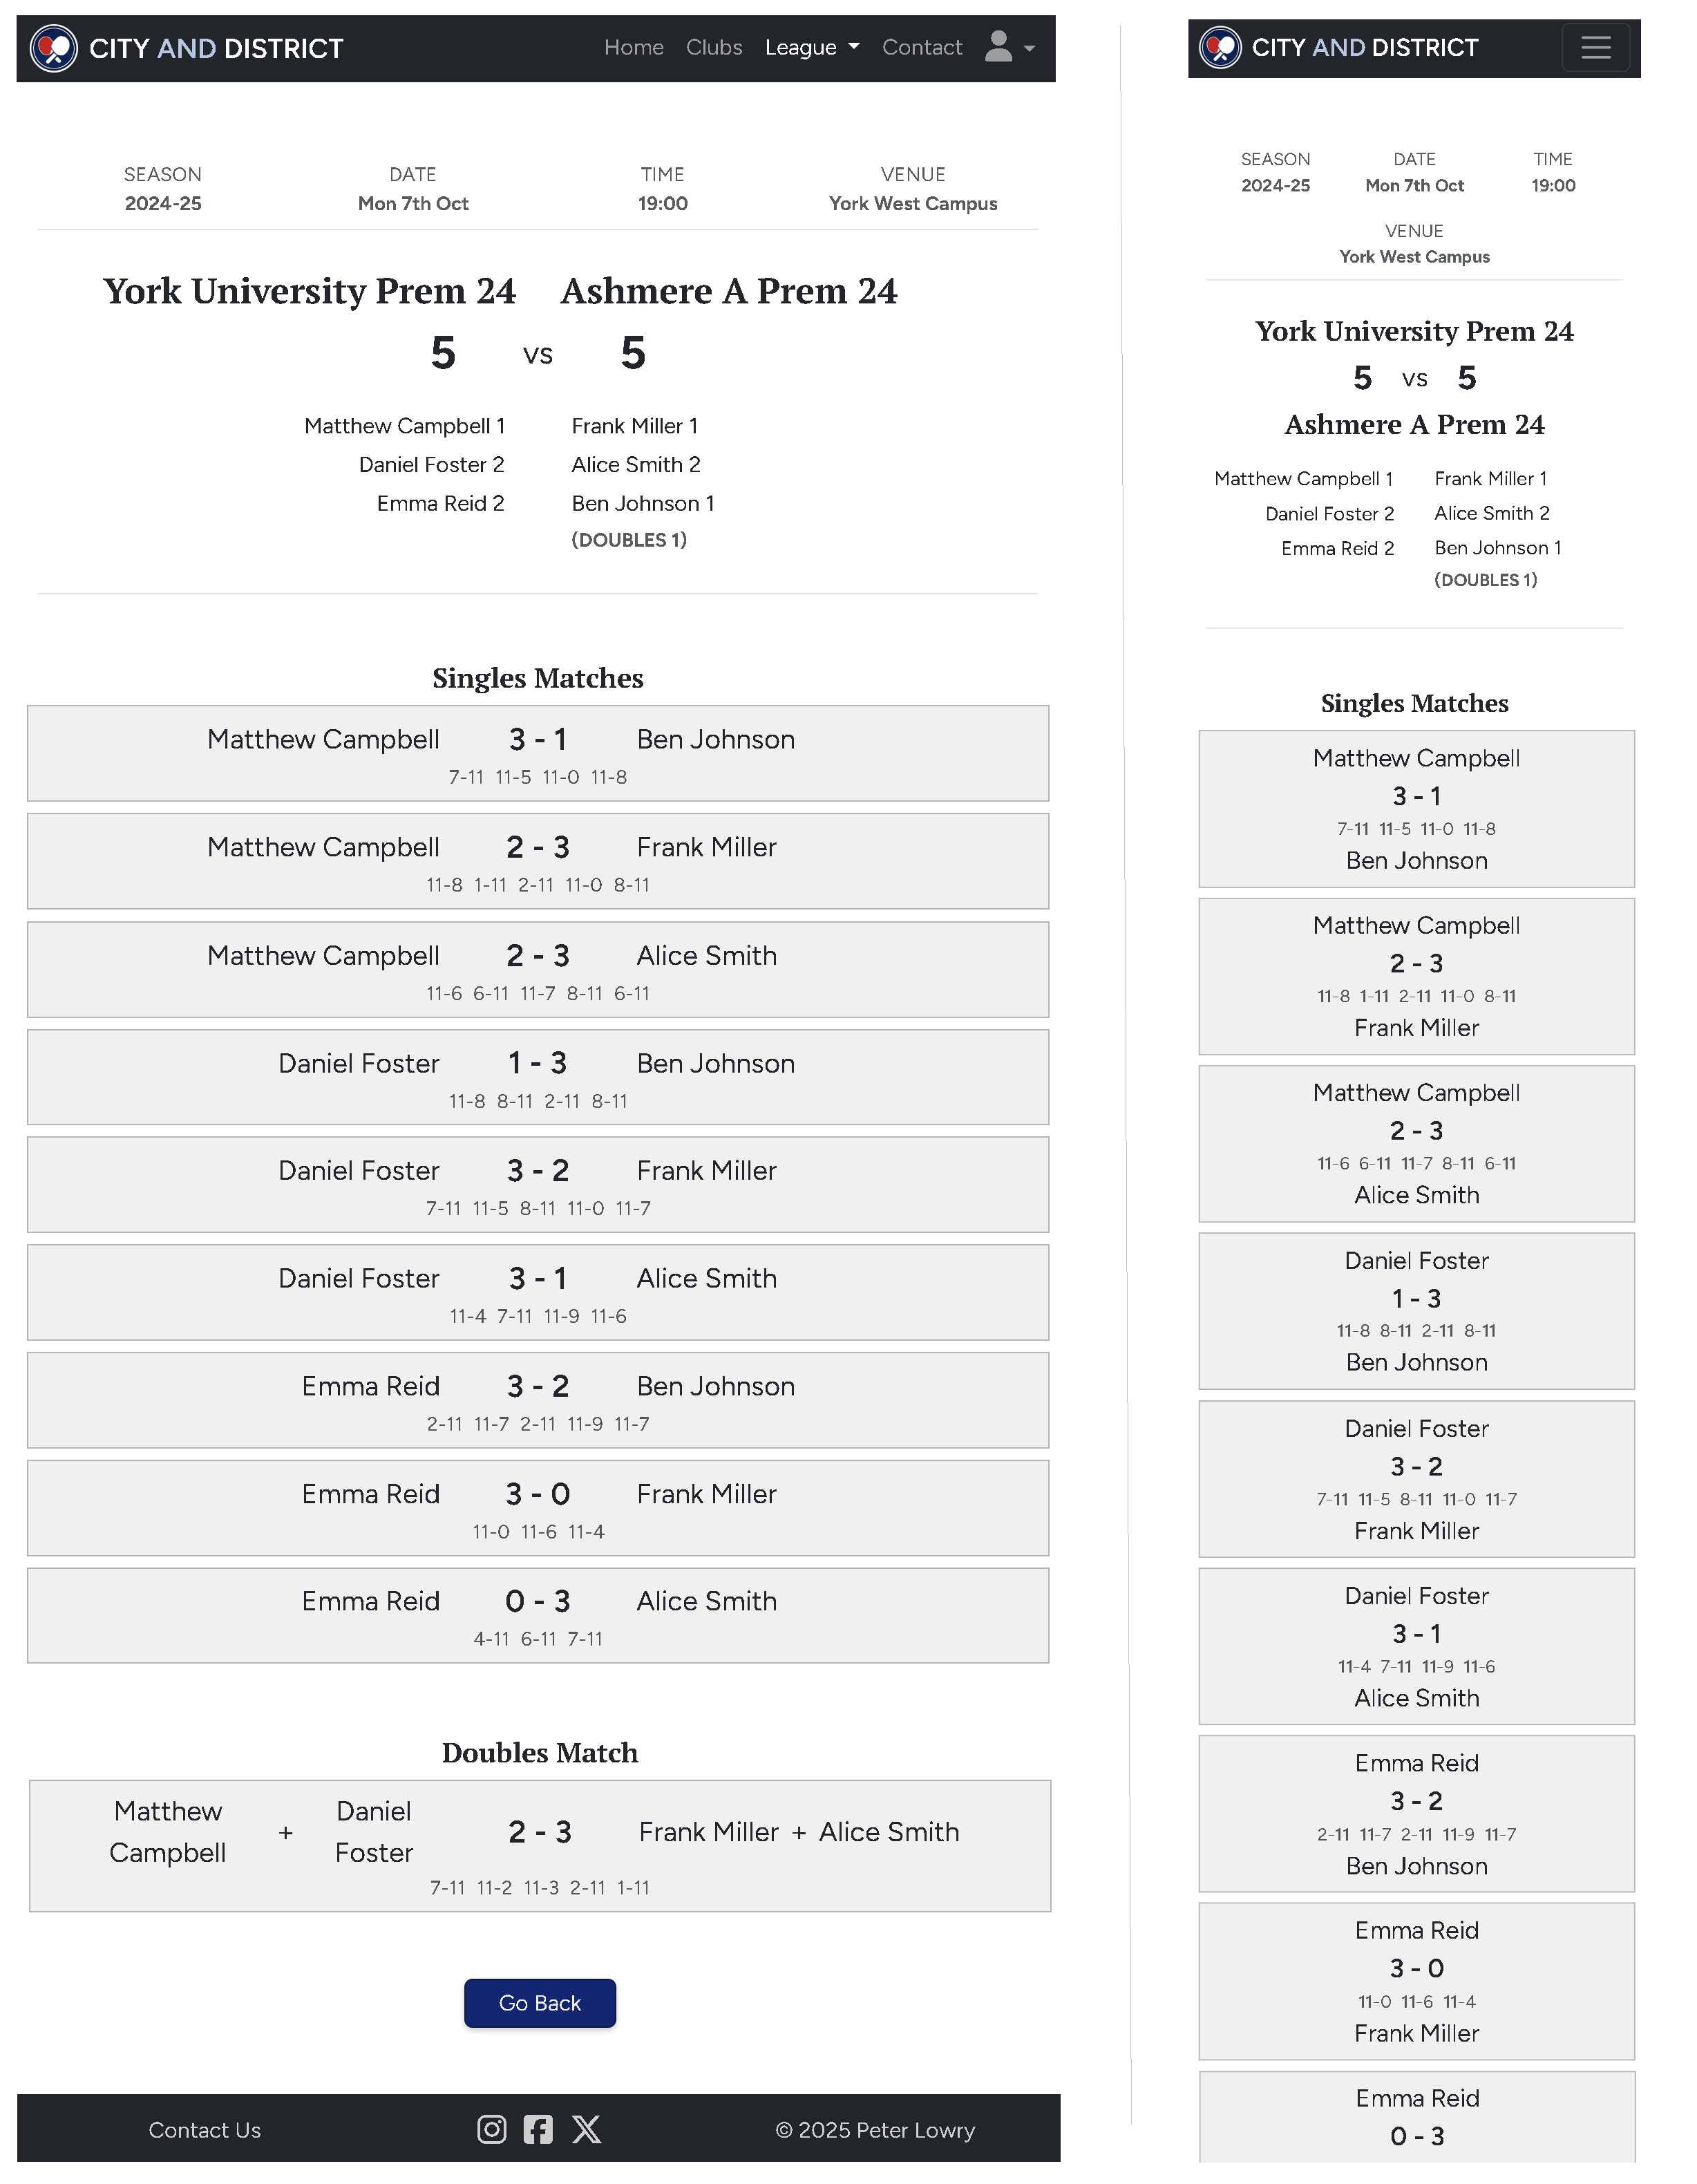 CITY AND DISTRICT
Home Clubs League Contact
SEASON DATE TIME VENUE
2024-25 Mon 7th Oct 19:00 York West Campus
York University Prem 24 Ashmere A Prem 24
5 vs 5
Matthew Campbell 1 Frank Miller 1
Daniel Foster 2 Alice Smith 2
Emma Reid 2 Ben Johnson 1
(DOUBLES 1)
Singles Matches
Matthew Campbell 3 - 1 Ben Johnson
7-11 11-5 11-0 11-8
Matthew Campbell 2 - 3 Frank Miller
11-8 1-11 2-11 11-0 8-11
Matthew Campbell 2 - 3 Alice Smith
11-6 6-11 11-7 8-11 6-11
Daniel Foster 1 - 3 Ben Johnson
11-8 8-11 2-11 8-11
Daniel Foster 3 - 2 Frank Miller
7-11 11-5 8-11 11-0 11-7
Daniel Foster 3 - 1 Alice Smith
11-4 7-11 11-9 11-6
Emma Reid 3 - 2 Ben Johnson
2-11 11-7 2-11 11-9 11-7
Emma Reid 3 - 0 Frank Miller
11-0 11-6 11-4
Emma Reid 0 - 3 Alice Smith
4-11 6-11 7-11
Doubles Match
Matthew Campbell + Daniel Foster 2 - 3 Frank Miller + Alice Smith
7-11 11-2 11-3 2-11 1-11
Go Back
Contact Us © 2025 Peter Lowry
CITY AND DISTRICT
SEASON DATE TIME
2024-25 Mon 7th Oct 19:00
VENUE
York West Campus
York University Prem 24
5 vs 5
Ashmere A Prem 24
Matthew Campbell 1 Frank Miller 1
Daniel Foster 2 Alice Smith 2
Emma Reid 2 Ben Johnson 1
(DOUBLES 1)
Singles Matches
Matthew Campbell
3 - 1
7-11 11-5 11-0 11-8
Ben Johnson
Matthew Campbell
2 - 3
11-8 1-11 2-11 11-0 8-11
Frank Miller
Matthew Campbell
2 - 3
11-6 6-11 11-7 8-11 6-11
Alice Smith
Daniel Foster
1 - 3
11-8 8-11 2-11 8-11
Ben Johnson
Daniel Foster
3 - 2
7-11 11-5 8-11 11-0 11-7
Frank Miller
Daniel Foster
3 - 1
11-4 7-11 11-9 11-6
Alice Smith
Emma Reid
3 - 2
2-11 11-7 2-11 11-9 11-7
Ben Johnson
Emma Reid
3 - 0
11-0 11-6 11-4
Frank Miller
Emma Reid
0 - 3